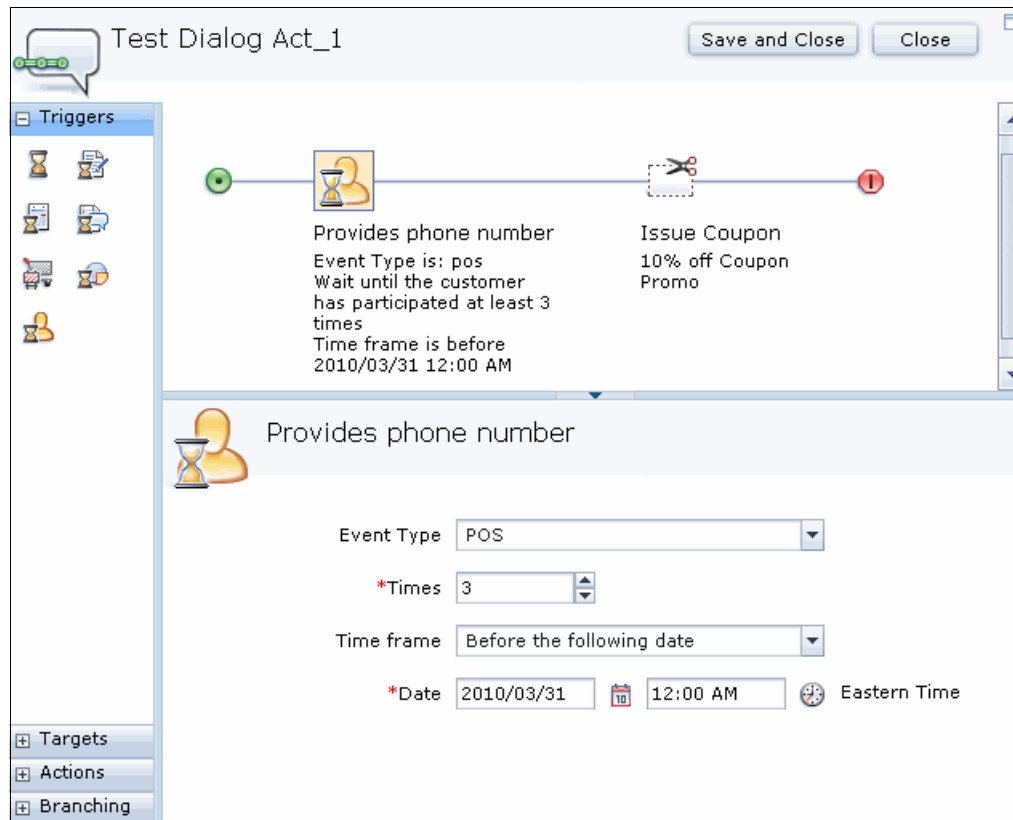 Test Dialog Act_1
Save and Close
Close
Triggers
Provides phone number
Event Type is: pos
Wait until the customer
has participated at least 3
times
Time frame is before
2010/03/31 12:00 AM
Issue Coupon
10% off Coupon
Promo
Provides phone number
Event Type POS
*Times 3
Time frame Before the following date
*Date 2010/03/31 10 12:00 AM Eastern Time
Targets
Actions
Branching